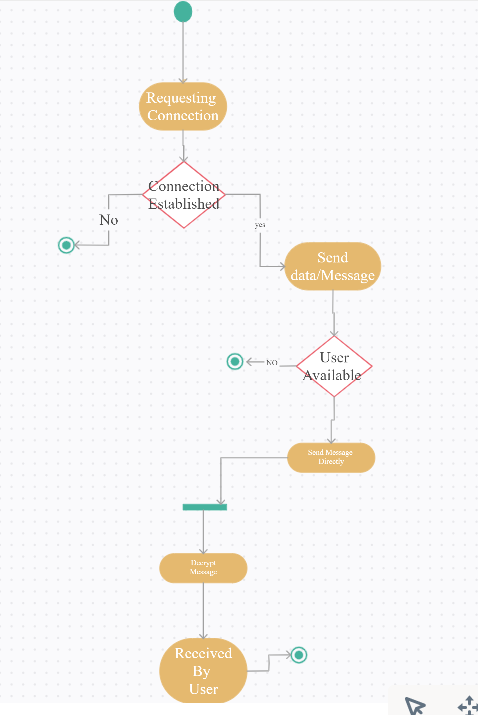 Requesting
Connection
Connection
Established
No
yes
Send
data/Message
User
Available
NO
Send Message
Directly
Decrypt
Message
Received
By
User